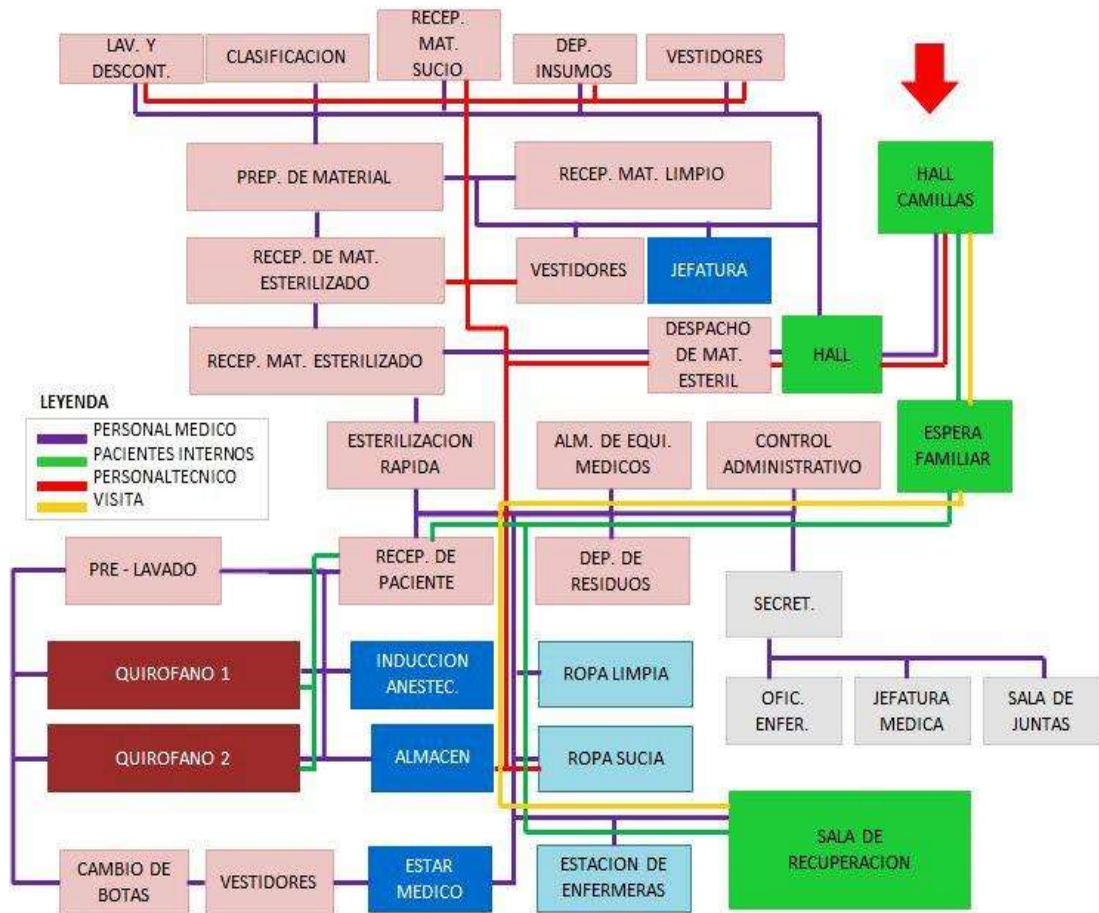 LAV. Y
DESCONT.
CLASIFICACION
RECEP.
MAT.
SUCIO
DEP.
INSUMOS
VESTIDORES
HALL
CAMILLAS
PREP. DE MATERIAL
RECEP. MAT. LIMPIO
RECEP. DE MAT.
ESTERILIZADO
VESTIDORES
JEFATURA
RECEP. MAT. ESTERILIZADO
DESPACHO
DE MAT.
ESTERIL
HALL
LEYENDA
PERSONAL MEDICO
PACIENTES INTERNOS
PERSONALTECNICO
VISITA
ESTERILIZACION
RAPIDA
ALM. DE EQUI.
MEDICOS
CONTROL
ADMINISTRATIVO
ESPERA
FAMILIAR
PRE - LAVADO
RECEP. DE
PACIENTE
DEP. DE
RESIDUOS
SECRET.
QUIROFANO 1
INDUCCION
ANESTEC.
ROPA LIMPIA
OFIC.
ENFER.
JEFATURA
MEDICA
SALA DE
JUNTAS
QUIROFANO 2
ALMACEN
ROPA SUCIA
SALA DE
RECUPERACION
CAMBIO DE
BOTAS
VESTIDORES
ESTAR
MEDICO
ESTACION DE
ENFERMERAS